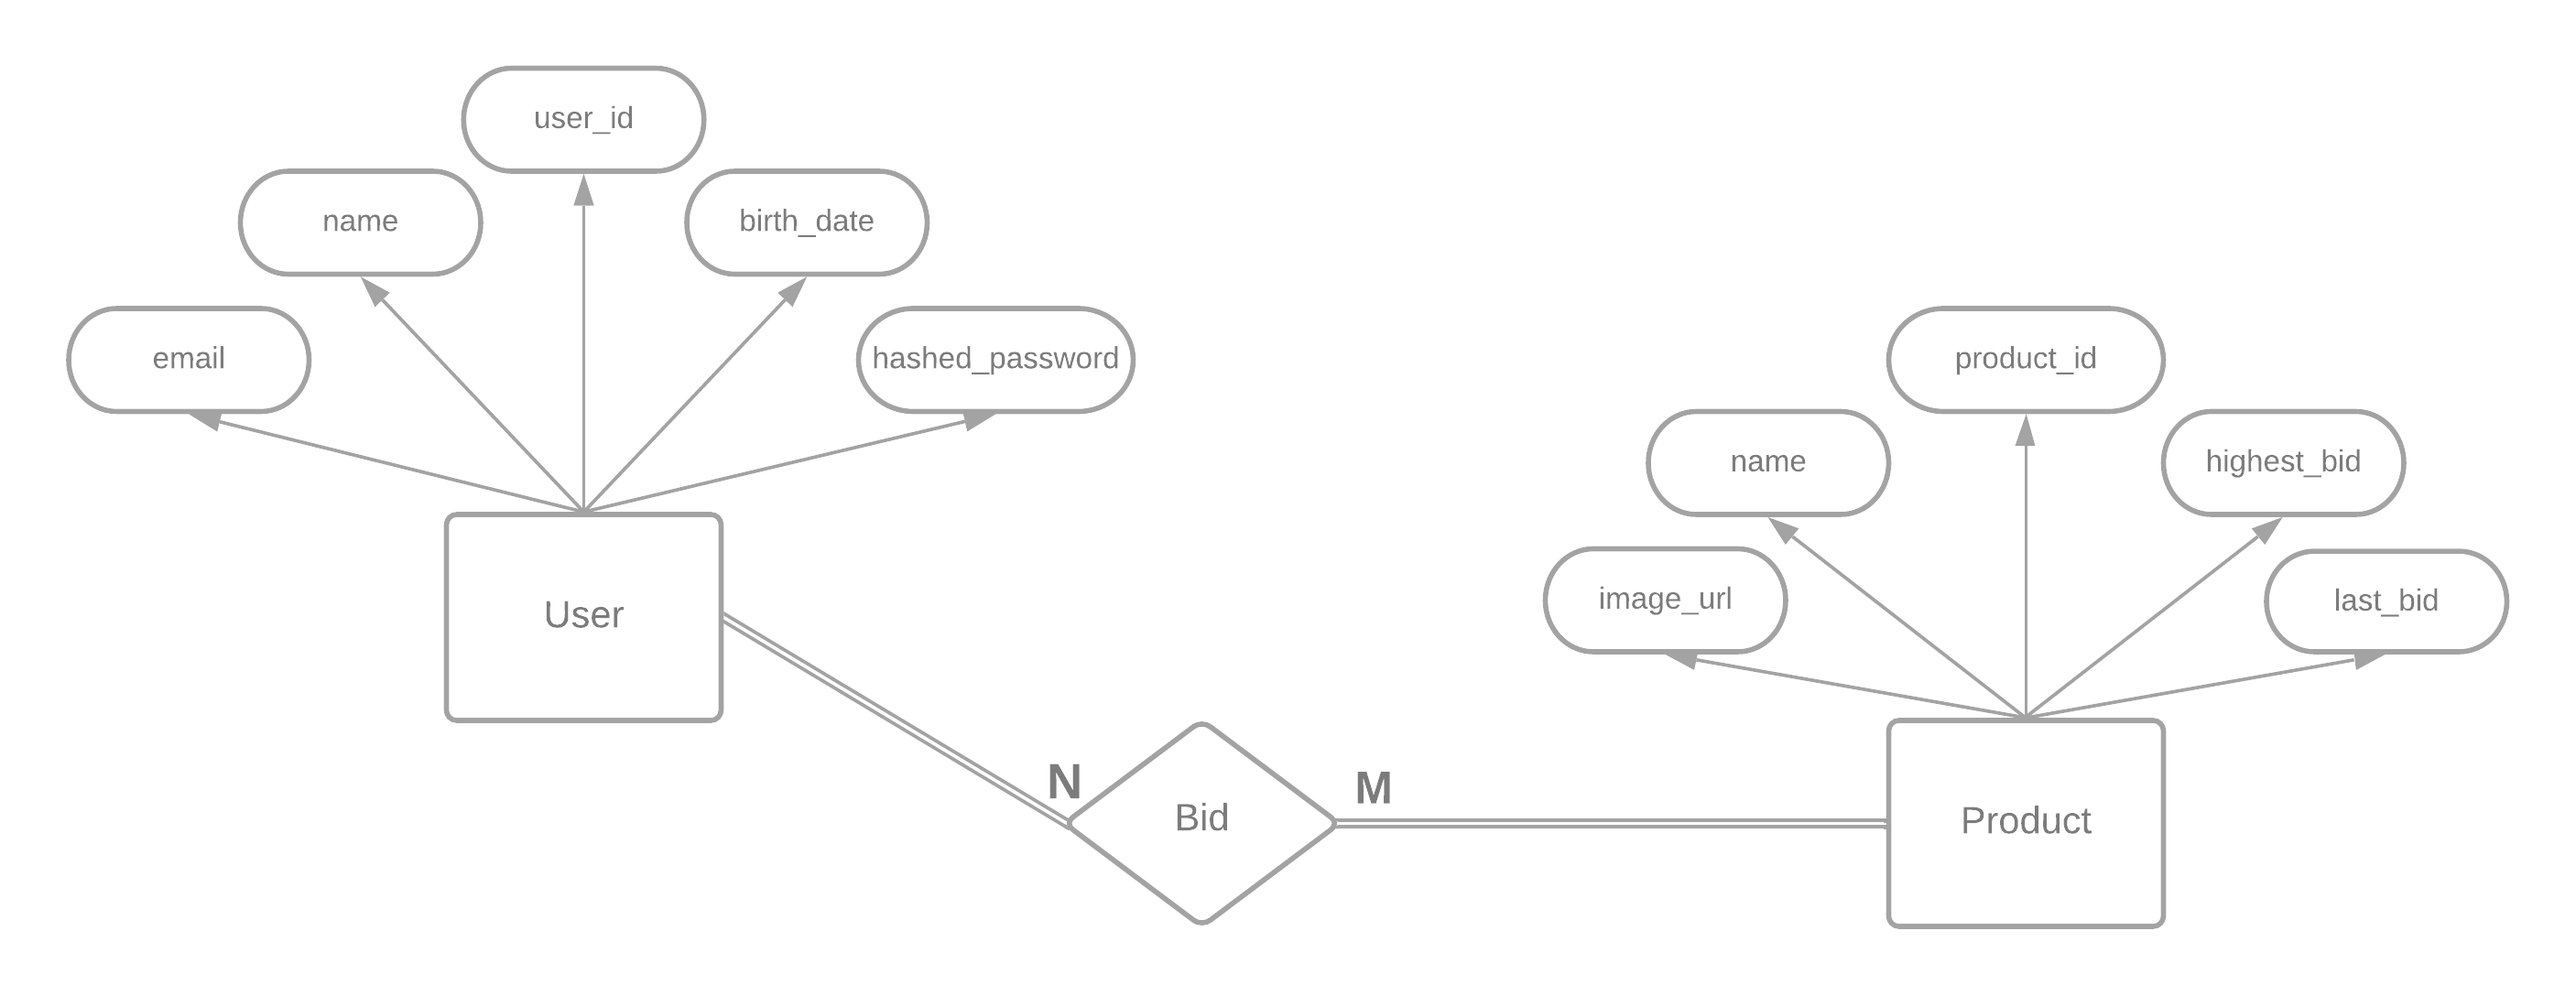 user_id
name
birth_date
email
hashed_password
User
product_id
name
highest_bid
image_url
last_bid
N
M
Bid
Product